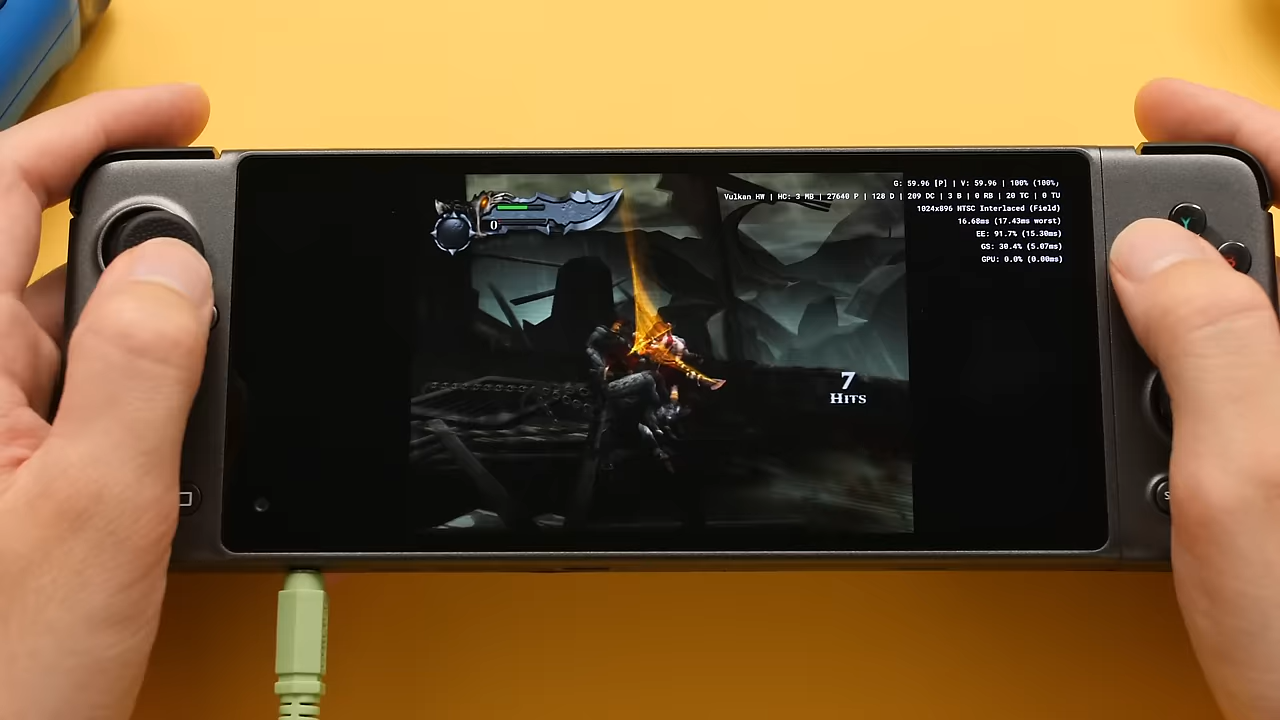 G: 59.96 [P] | V: 59.96 | 100% (100%)
Vulkan HW | HC: 3 MB | 27640 P | 128 D | 209 DC | 3 B | 0 RB | 20 TC | 0 TU
1024x896 NTSC Interlaced (Field)
16.68ms (17.43ms worst)
EE: 91.7% (15.30ms)
GS: 30.4% (5.07ms)
GPU: 0.0% (0.00ms)
0
7
HITS
Y
S